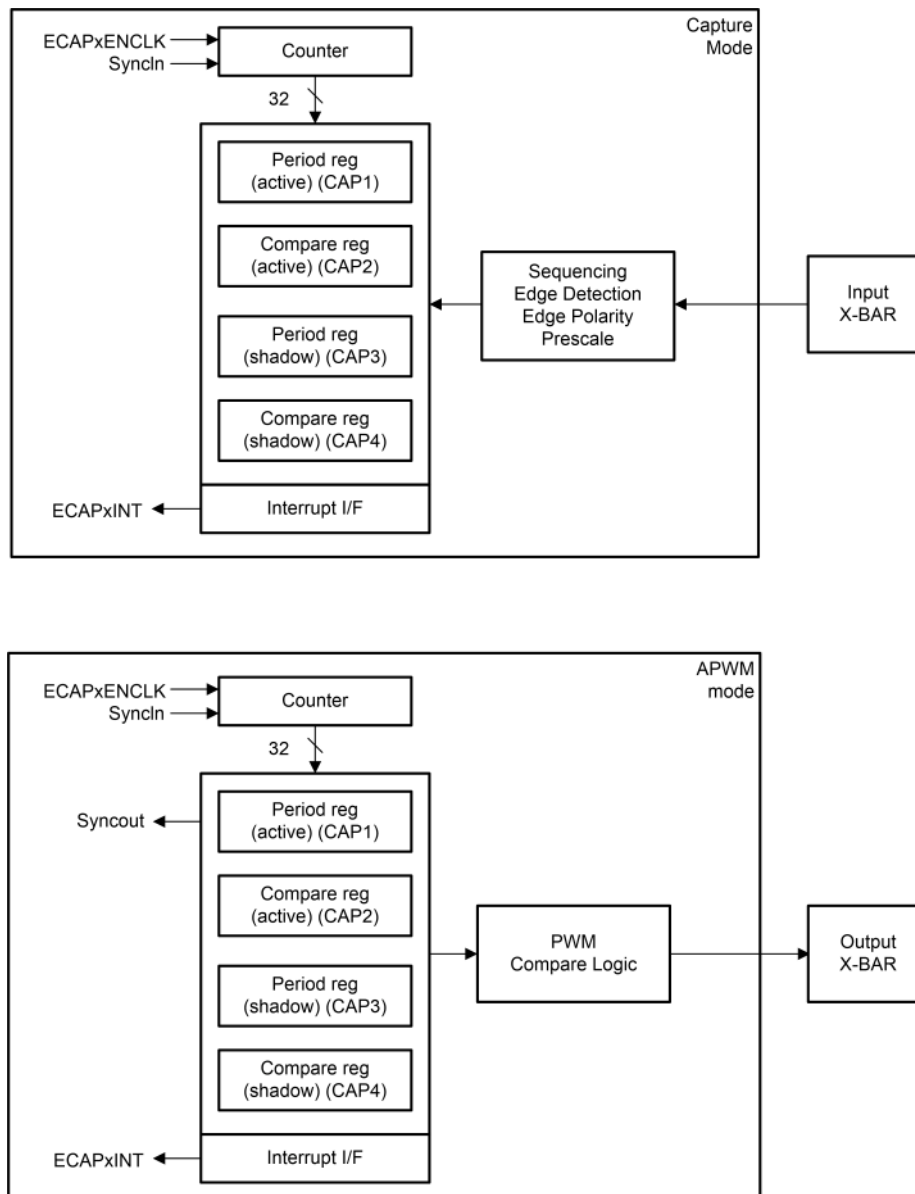 Capture
Mode
ECAPxENCLK
SyncIn
Counter
32
Period reg
(active) (CAP1)
Compare reg
(active) (CAP2)
Period reg
(shadow) (CAP3)
Compare reg
(shadow) (CAP4)
Interrupt I/F
ECAPxINT
Sequencing
Edge Detection
Edge Polarity
Prescale
Input
X-BAR
APWM
mode
ECAPxENCLK
SyncIn
Counter
32
Syncout
Period reg
(active) (CAP1)
Compare reg
(active) (CAP2)
Period reg
(shadow) (CAP3)
Compare reg
(shadow) (CAP4)
Interrupt I/F
ECAPxINT
PWM
Compare Logic
Output
X-BAR